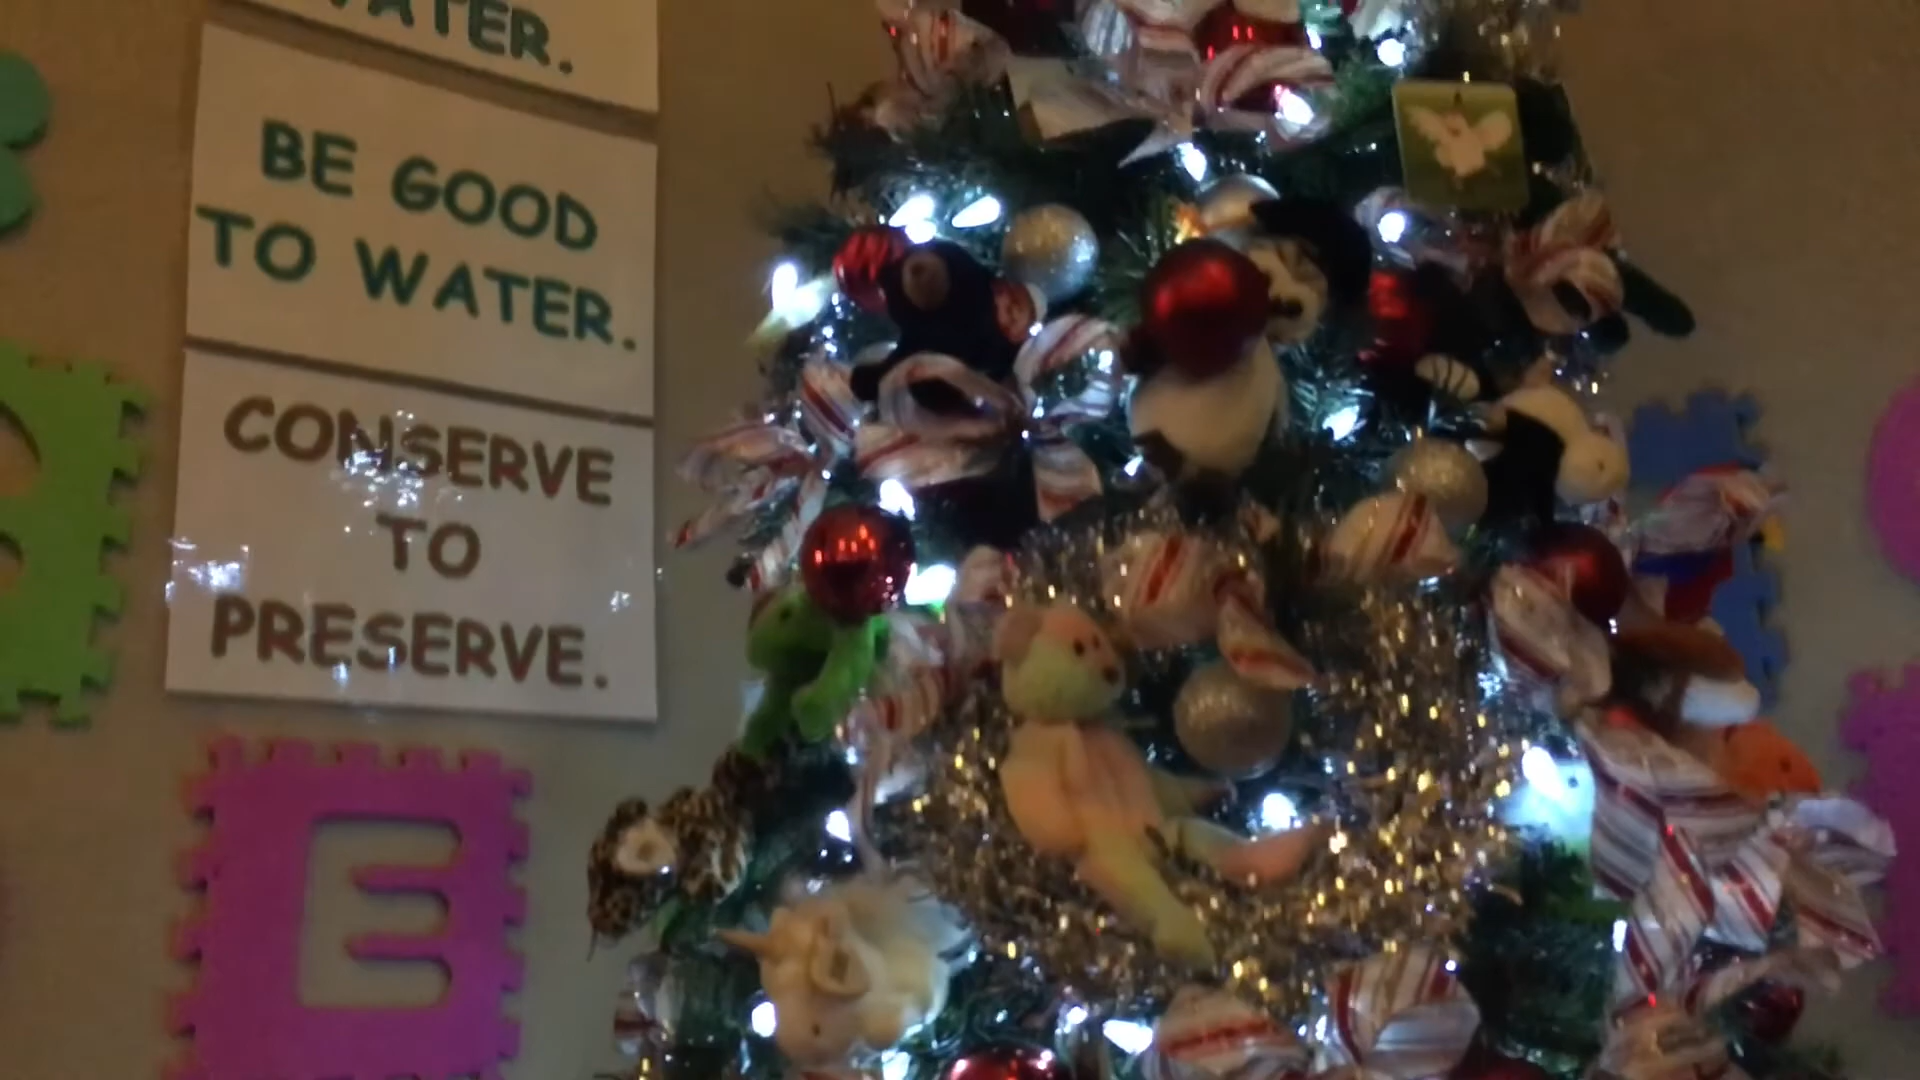 WATER.
BE GOOD
TO WATER.
CONSERVE
TO
PRESERVE.
E